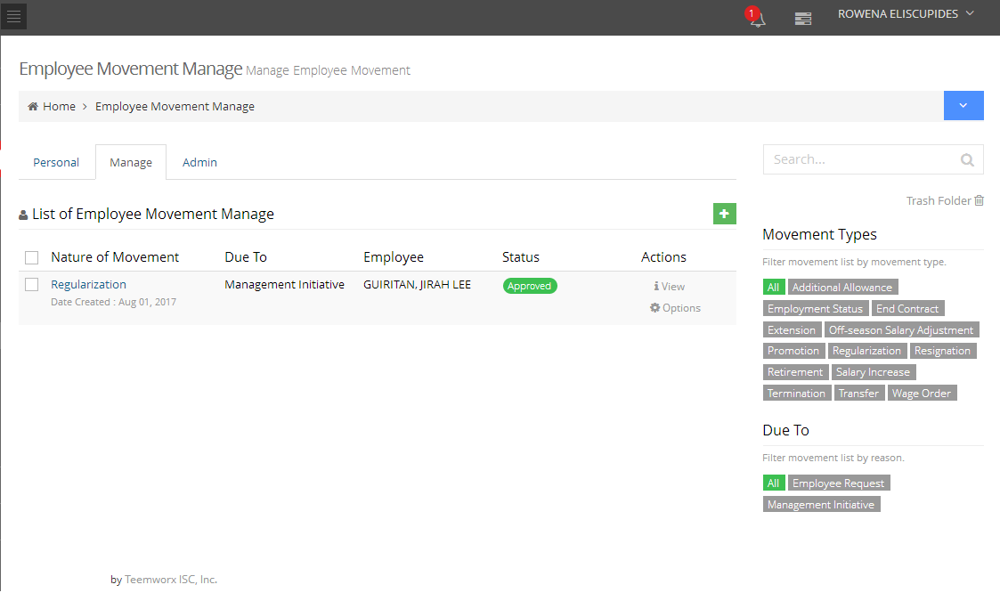 1
ROWENA ELISCUPIDES
Employee Movement Manage Manage Employee Movement
Home > Employee Movement Manage
Personal Manage Admin
Search...
Trash Folder
List of Employee Movement Manage
Nature of Movement Due To Employee Status Actions
Regularization Management Initiative GUIRITAN, JIRAH LEE Approved View
Date Created : Aug 01, 2017
Options
Movement Types
Filter movement list by movement type.
All Additional Allowance
Employment Status End Contract
Extension Off-season Salary Adjustment
Promotion Regularization Resignation
Retirement Salary Increase
Termination Transfer Wage Order
Due To
Filter movement list by reason.
All Employee Request
Management Initiative
by Teemworx ISC, Inc.